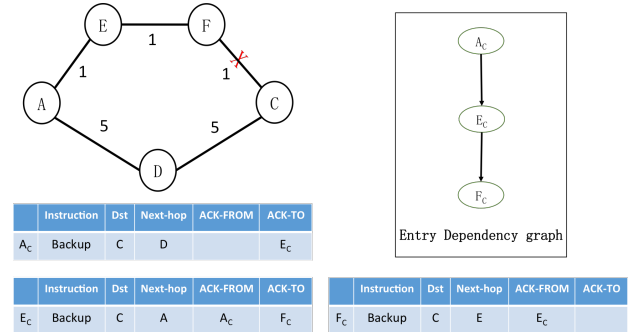 E
1
F
X
1
1
A
C
5
5
D
A_C
E_C
F_C
Entry Dependency graph
Instruction Dst Next-hop ACK-FROM ACK-TO
A_C Backup C D E_C
Instruction Dst Next-hop ACK-FROM ACK-TO
E_C Backup C A A_C F_C
Instruction Dst Next-hop ACK-FROM ACK-TO
F_C Backup C E E_C